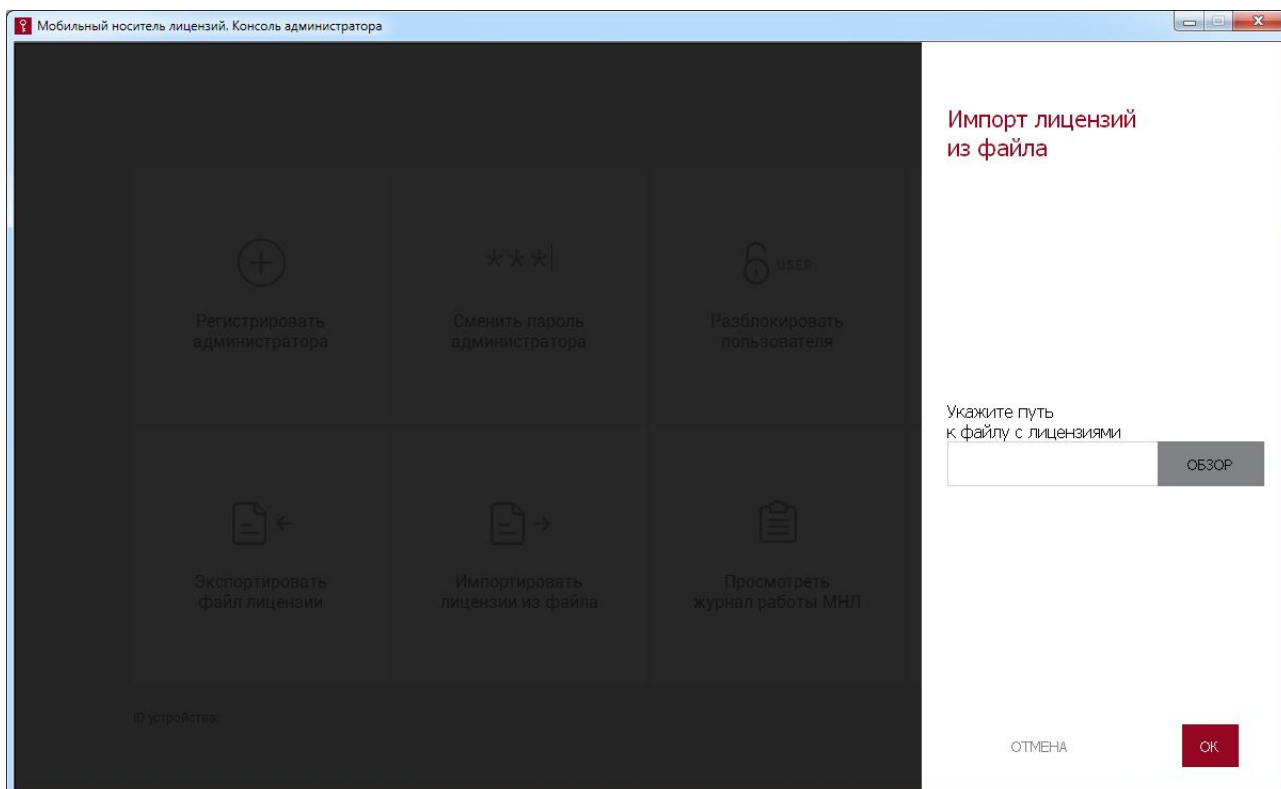 Мобильный носитель лицензий. Консоль администратора
Импорт лицензий
из файла
***
USER
Регистрировать
администратора
Сменить пароль
администратора
Разблокировать
пользователя
Укажите путь
к файлу с лицензиями
ОБЗОР
Экспортировать
файл лицензии
Импортировать
лицензии из файла
Просмотреть
журнал работы МНЛ
ID устройства:
ОТМЕНА
ОК